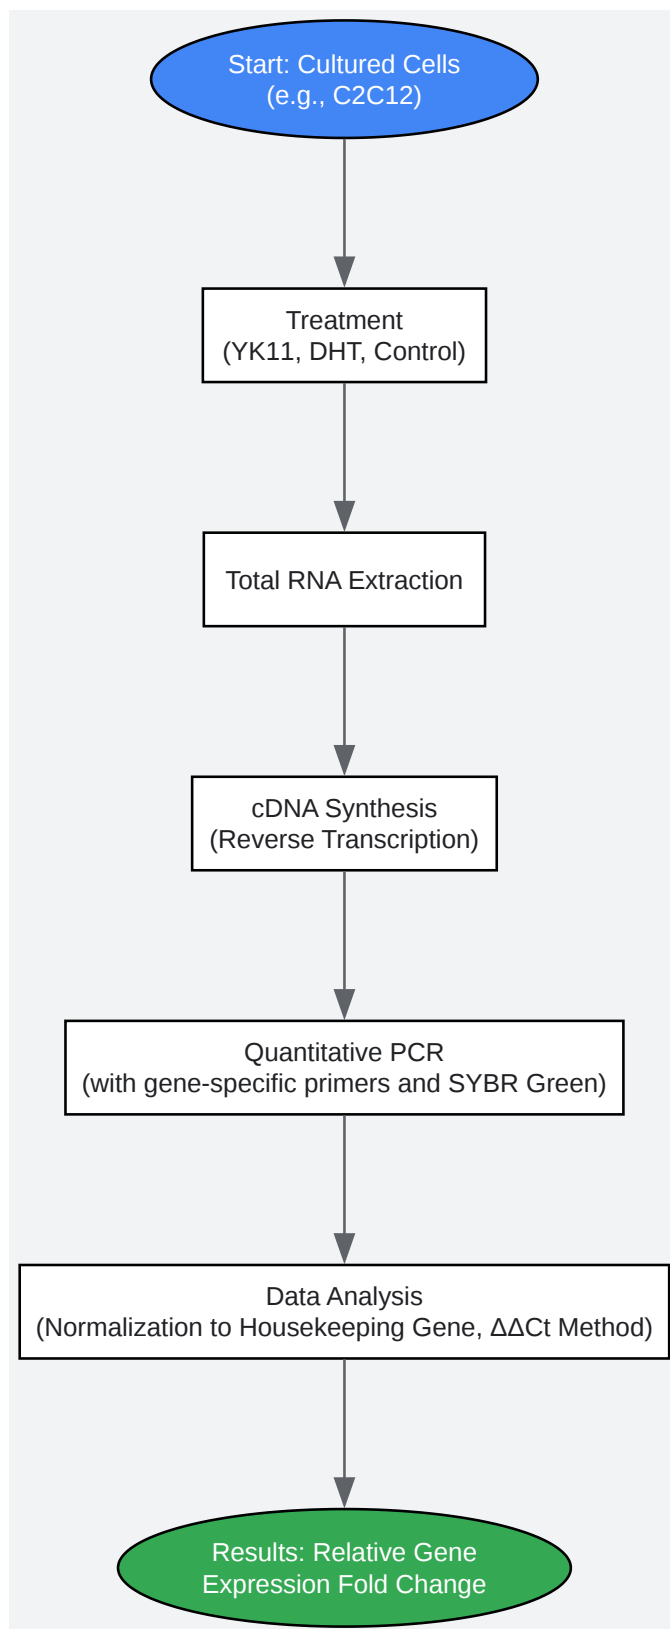 Start: Cultured Cells
(e.g., C2C12)
Treatment
(YK11, DHT, Control)
Total RNA Extraction
cDNA Synthesis
(Reverse Transcription)
Quantitative PCR
(with gene-specific primers and SYBR Green)
Data Analysis
(Normalization to Housekeeping Gene, ΔΔCt Method)
Results: Relative Gene
Expression Fold Change